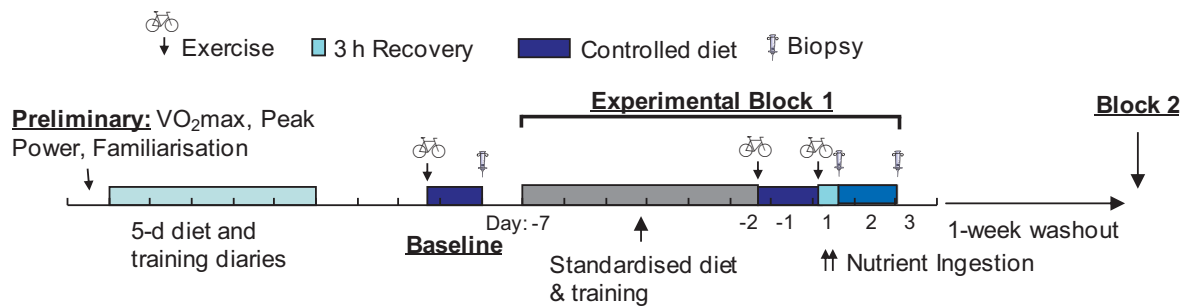 Exercise
3 h Recovery
Controlled diet
Biopsy
Preliminary: VO₂max, Peak
Power, Familiarisation
Experimental Block 1
Block 2
5-d diet and
training diaries
Baseline
Day: -7
-2
-1
1
2
3
1-week washout
Standardised diet
& training
Nutrient Ingestion